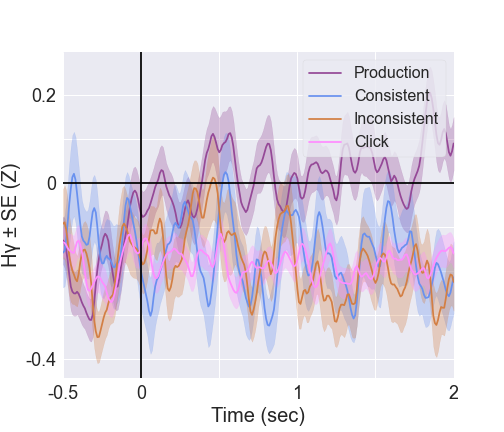 Production
Consistent
Inconsistent
Click
0.2
0
-0.4
Hγ ± SE (Z)
-0.5
0
1
2
Time (sec)